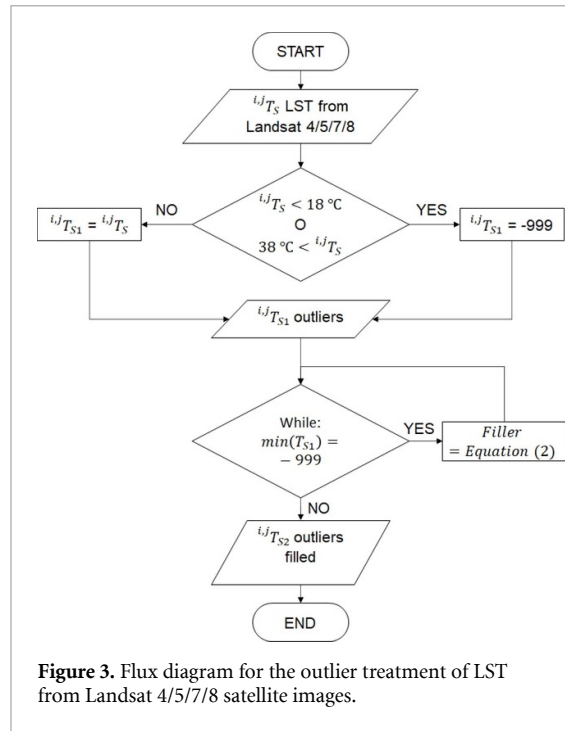 START
i,jTS LST from
Landsat 4/5/7/8
i,jTS < 18 °C
O
38 °C < i,jTS
NO
YES
i,jTS1 = i,jTS
i,jTS1 = -999
i,jTS1 outliers
While:
min(TS1) =
− 999
YES
Filler
= Equation (2)
NO
i,jTS2 outliers
filled
END
Figure 3. Flux diagram for the outlier treatment of LST
from Landsat 4/5/7/8 satellite images.